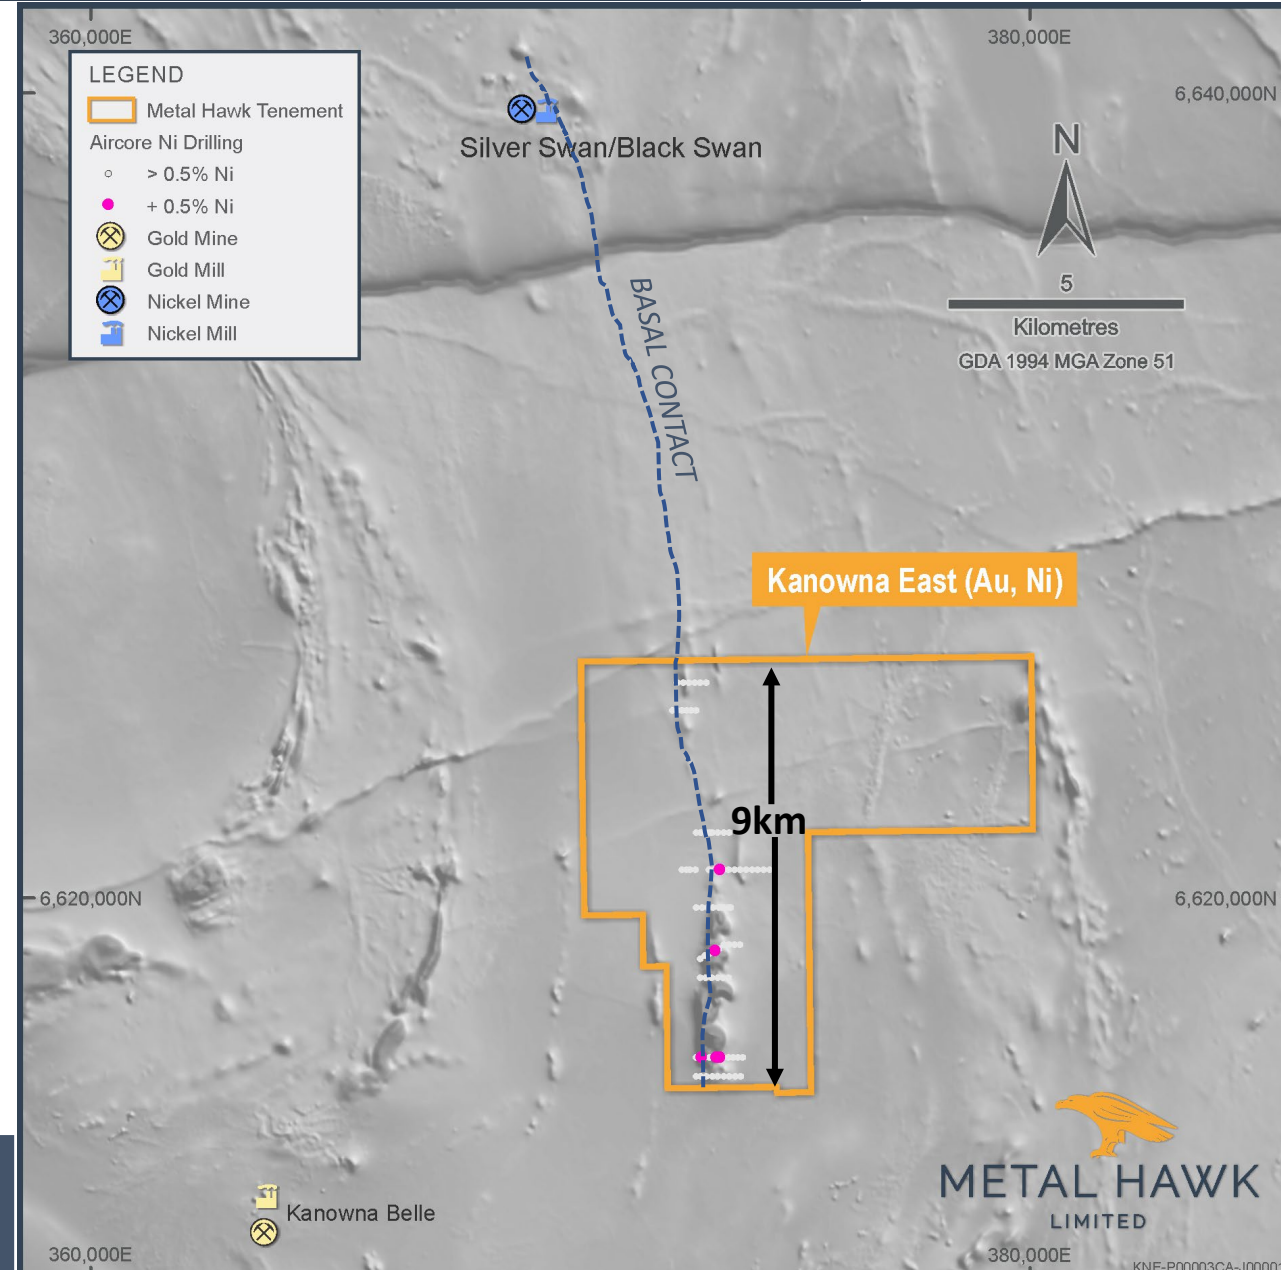 360,000E
380,000E
LEGEND
Metal Hawk Tenement
Aircore Ni Drilling
> 0.5% Ni
+ 0.5% Ni
Gold Mine
Gold Mill
Nickel Mine
Nickel Mill
6,640,000N
Silver Swan/Black Swan
N
5
Kilometres
GDA 1994 MGA Zone 51
BASAL CONTACT
Kanowna East (Au, Ni)
9km
6,620,000N
6,620,000N
METAL HAWK
LIMITED
Kanowna Belle
360,000E
380,000E